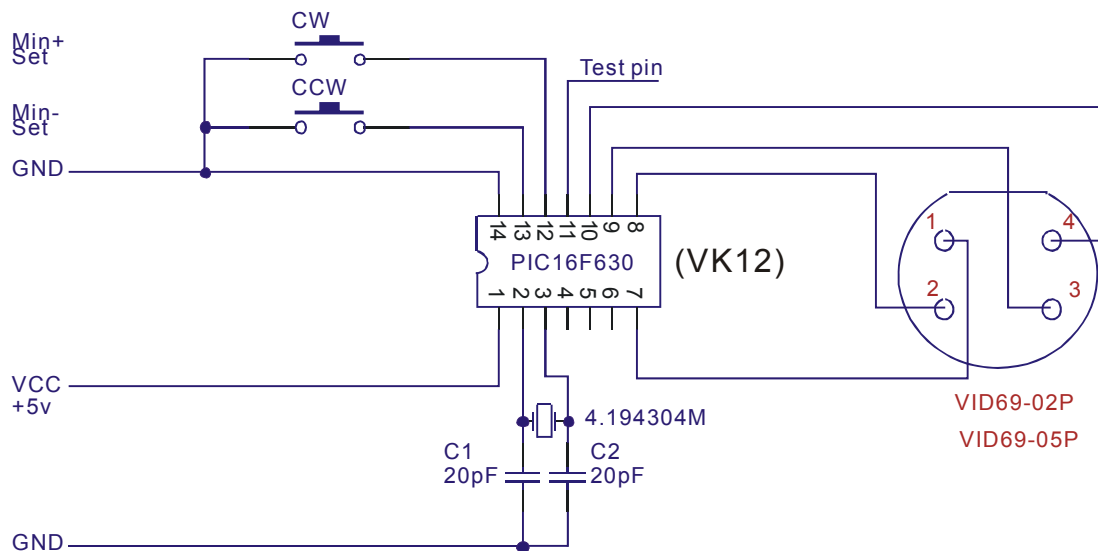 CW
Min+
Set
Test pin
CCW
Min-
Set
GND
14 13 12 11 10 9 8
PIC16F630
(VK12)
1 2 3 4 5 6 7
1
4
2
3
VCC
+5v
VID69-02P
VID69-05P
4.194304M
C1
20pF
C2
20pF
GND